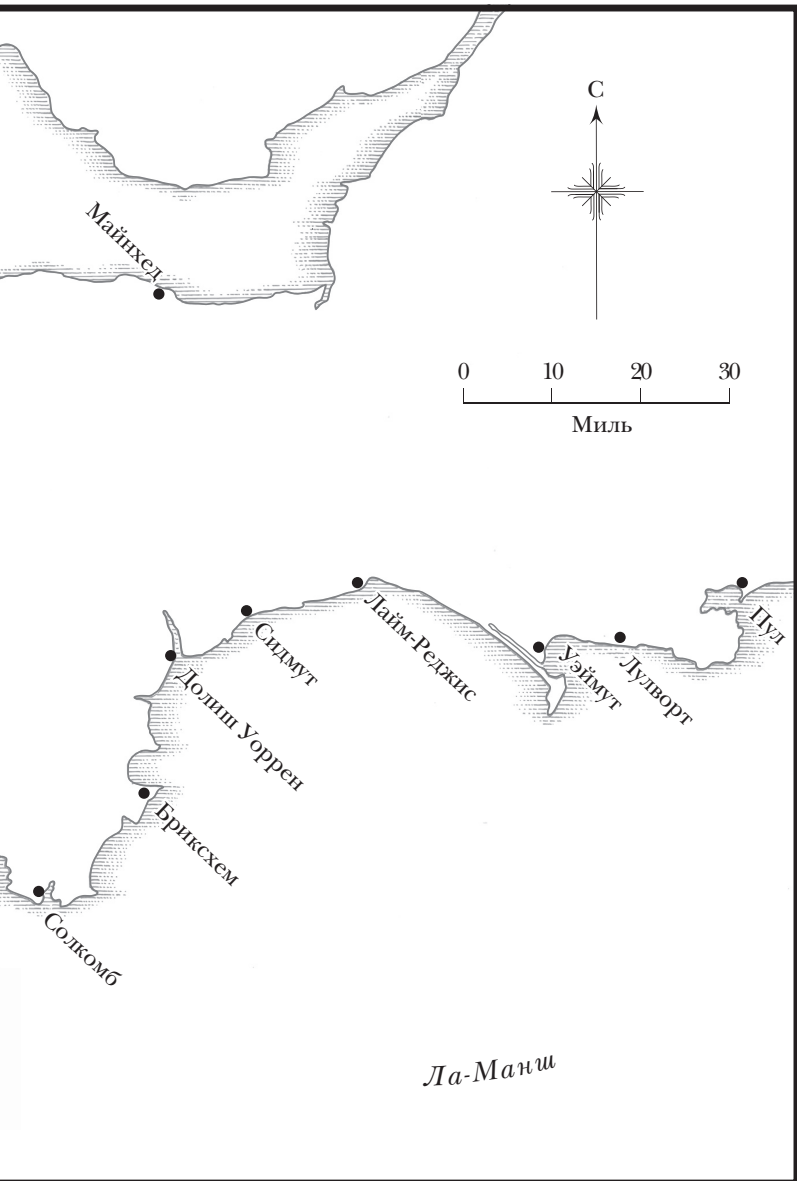 С
Майнхед
0 10 20 30
Миль
Лайм-Реджис
Пул
Сидмут
Уэймут
Лулворт
Долиш Уоррен
Бриксхем
Солкомб
Ла-Манш